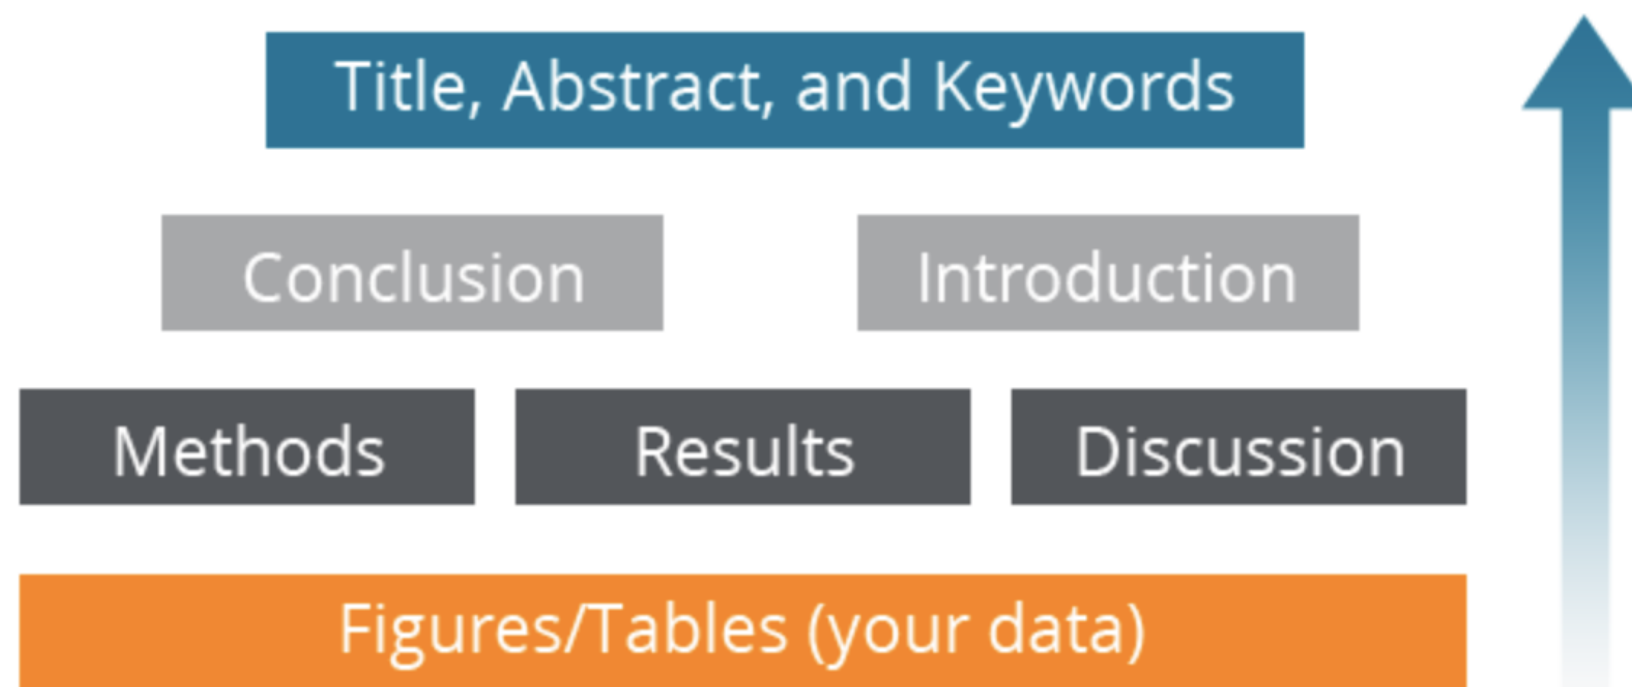 Title, Abstract, and Keywords
Conclusion
Introduction
Methods
Results
Discussion
Figures/Tables (your data)